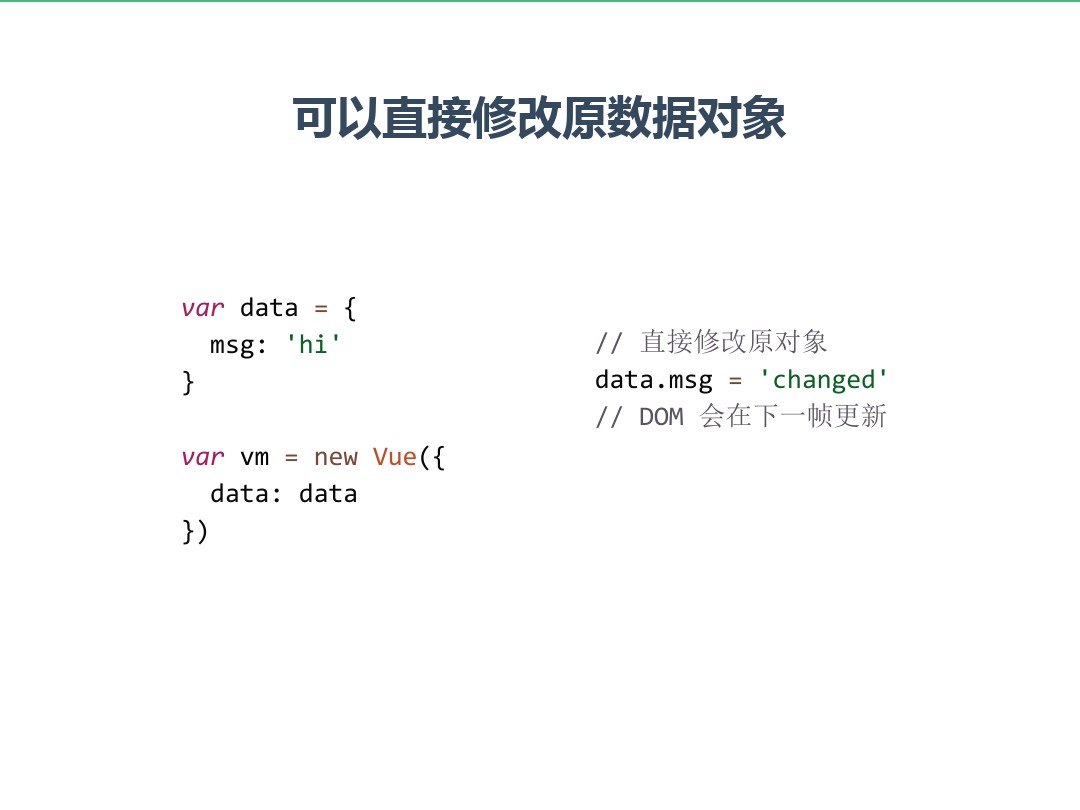 可以直接修改原数据对象
var data = {
  msg: 'hi'
}
var vm = new Vue({
  data: data
})
// 直接修改原对象
data.msg = 'changed'
// DOM 会在下一帧更新